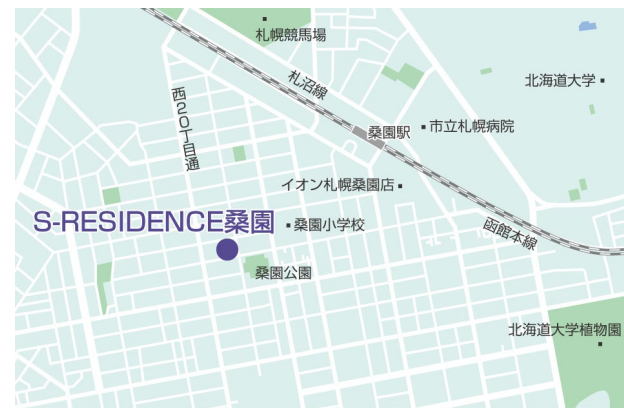 札幌競馬場
札沼線
北海道大学
西20丁目通
桑園駅
市立札幌病院
イオン札幌桑園店
S-RESIDENCE桑園
桑園小学校
函館本線
桑園公園
北海道大学植物園